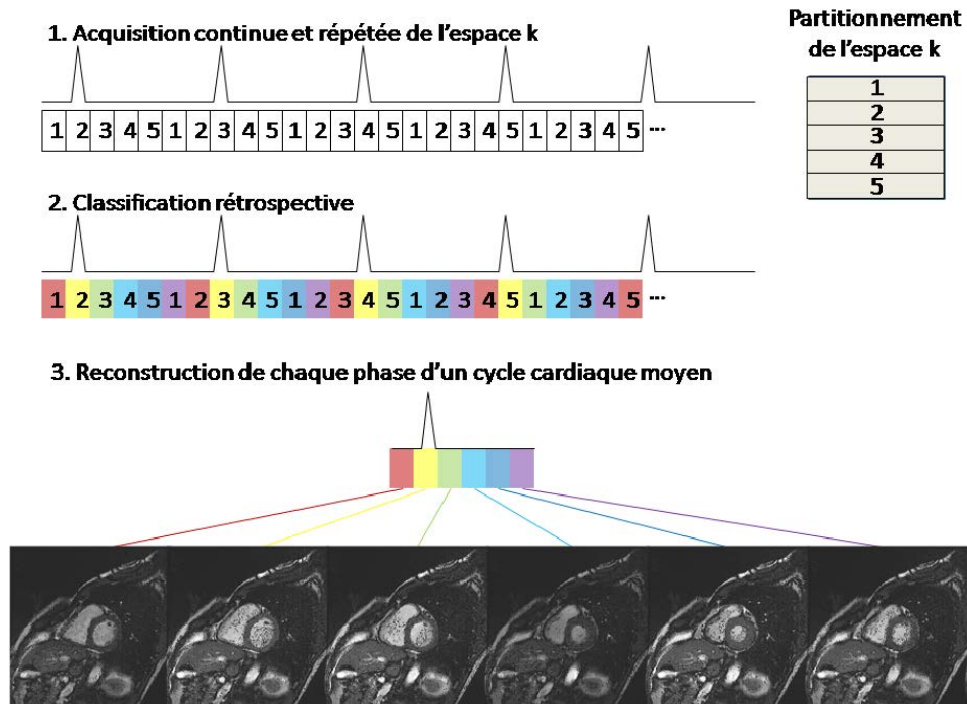 1. Acquisition continue et répétée de l'espace k
Partitionnement
de l'espace k
1
2
3
4
5
1 2 3 4 5 1 2 3 4 5 1 2 3 4 5 1 2 3 4 5 1 2 3 4 5 ...
2. Classification rétrospective
1 2 3 4 5 1 2 3 4 5 1 2 3 4 5 1 2 3 4 5 1 2 3 4 5 ...
3. Reconstruction de chaque phase d'un cycle cardiaque moyen